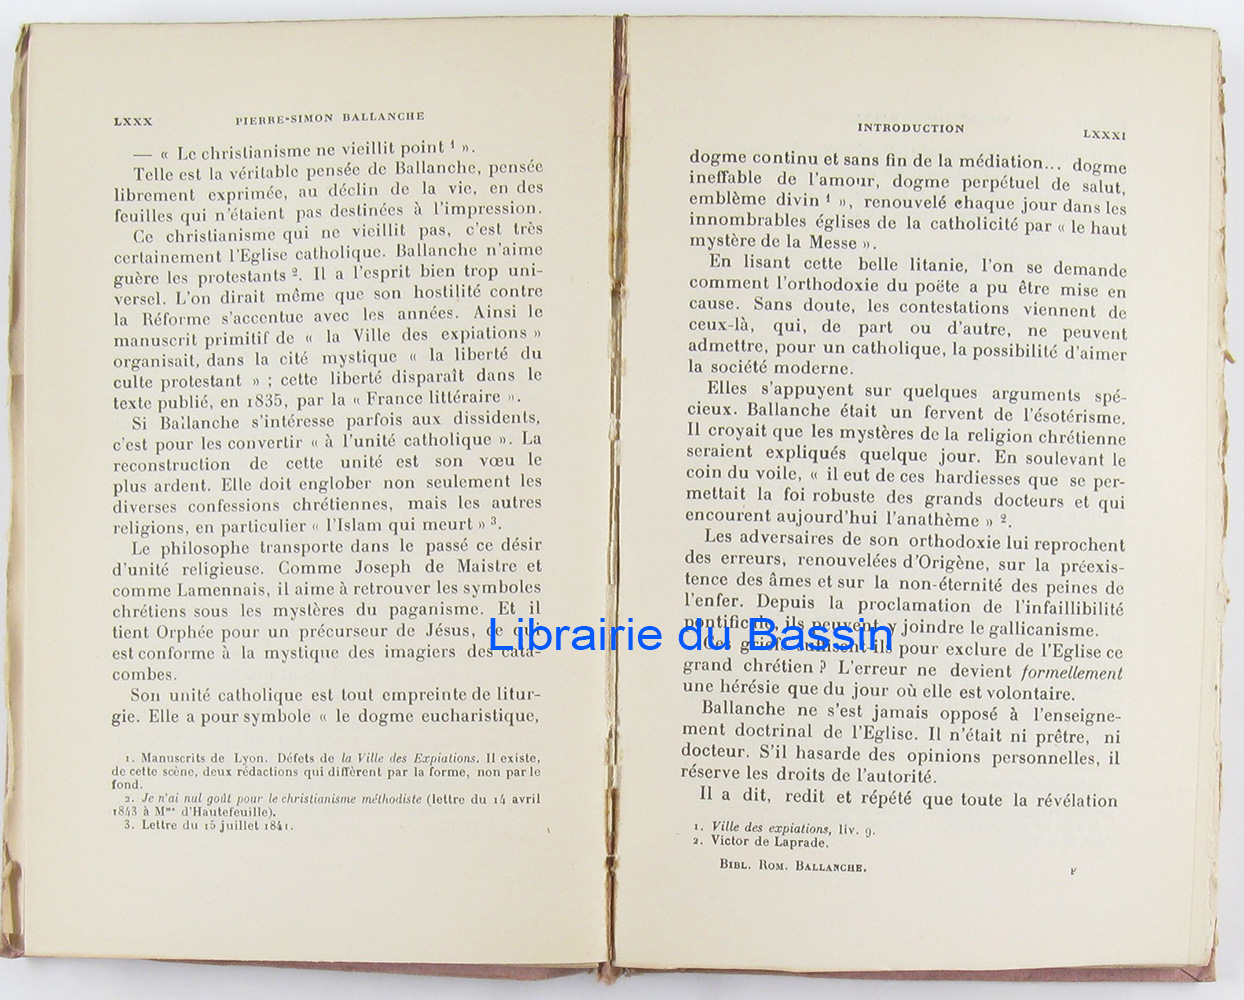 LXXX PIERRE-SIMON BALLANCHE
— « Le christianisme ne vieillit point ¹ ».
Telle est la véritable pensée de Ballanche, pensée
librement exprimée, au déclin de la vie, en des
feuilles qui n'étaient pas destinées à l'impression.
Ce christianisme qui ne vieillit pas, c'est très
certainement l'Eglise catholique. Ballanche n'aime
guère les protestants ². Il a l'esprit bien trop uni-
versel. L'on dirait même que son hostilité contre
la Réforme s'accentue avec les années. Ainsi le
manuscrit primitif de « la Ville des expiations »
organisait, dans la cité mystique « la liberté du
culte protestant » ; cette liberté disparaît dans le
texte publié, en 1835, par la « France littéraire ».
Si Ballanche s'intéresse parfois aux dissidents,
c'est pour les convertir « à l'unité catholique ». La
reconstruction de cette unité est son vœu le
plus ardent. Elle doit englober non seulement les
diverses confessions chrétiennes, mais les autres
religions, en particulier « l'Islam qui meurt » ³.
Le philosophe transporte dans le passé ce désir
d'unité religieuse. Comme Joseph de Maistre et
comme Lamennais, il aime à retrouver les symboles
chrétiens sous les mystères du paganisme. Et il
tient Orphée pour un précurseur de Jésus, ce qui
est conforme à la mystique des imagiers des cata-
combes.
Son unité catholique est tout empreinte de litur-
gie. Elle a pour symbole « le dogme eucharistique,
1. Manuscrits de Lyon. Défets de la Ville des Expiations. Il existe,
de cette scène, deux rédactions qui diffèrent par la forme, non par le
fond.
2. Je n'ai nul goût pour le christianisme méthodiste (lettre du 14 avril
1843 à Mme d'Hautefeuille).
3. Lettre du 15 juillet 1841.
INTRODUCTION LXXXI
dogme continu et sans fin de la médiation... dogme
ineffable de l'amour, dogme perpétuel de salut,
emblème divin ¹ », renouvelé chaque jour dans les
innombrables églises de la catholicité par « le haut
mystère de la Messe ».
En lisant cette belle litanie, l'on se demande
comment l'orthodoxie du poëte a pu être mise en
cause. Sans doute, les contestations viennent de
ceux-là, qui, de part ou d'autre, ne peuvent
admettre, pour un catholique, la possibilité d'aimer
la société moderne.
Elles s'appuyent sur quelques arguments spé-
cieux. Ballanche était un fervent de l'ésotérisme.
Il croyait que les mystères de la religion chrétienne
seraient expliqués quelque jour. En soulevant le
coin du voile, « il eut de ces hardiesses que se per-
mettait la foi robuste des grands docteurs et qui
encourent aujourd'hui l'anathème » ².
Les adversaires de son orthodoxie lui reprochent
des erreurs, renouvelées d'Origène, sur la préexis-
tence des âmes et sur la non-éternité des peines de
l'enfer. Depuis la proclamation de l'infaillibilité
pontificale, ils peuvent y joindre le gallicanisme.
Ces griefs suffisent-ils pour exclure de l'Eglise ce
grand chrétien ? L'erreur ne devient formellement
une hérésie que du jour où elle est volontaire.
Ballanche ne s'est jamais opposé à l'enseigne-
ment doctrinal de l'Eglise. Il n'était ni prêtre, ni
docteur. S'il hasarde des opinions personnelles, il
réserve les droits de l'autorité.
Il a dit, redit et répété que toute la révélation
1. Ville des expiations, liv. 9.
2. Victor de Laprade.
BIBL. ROM. BALLANCHE. F
Librairie du Bassin